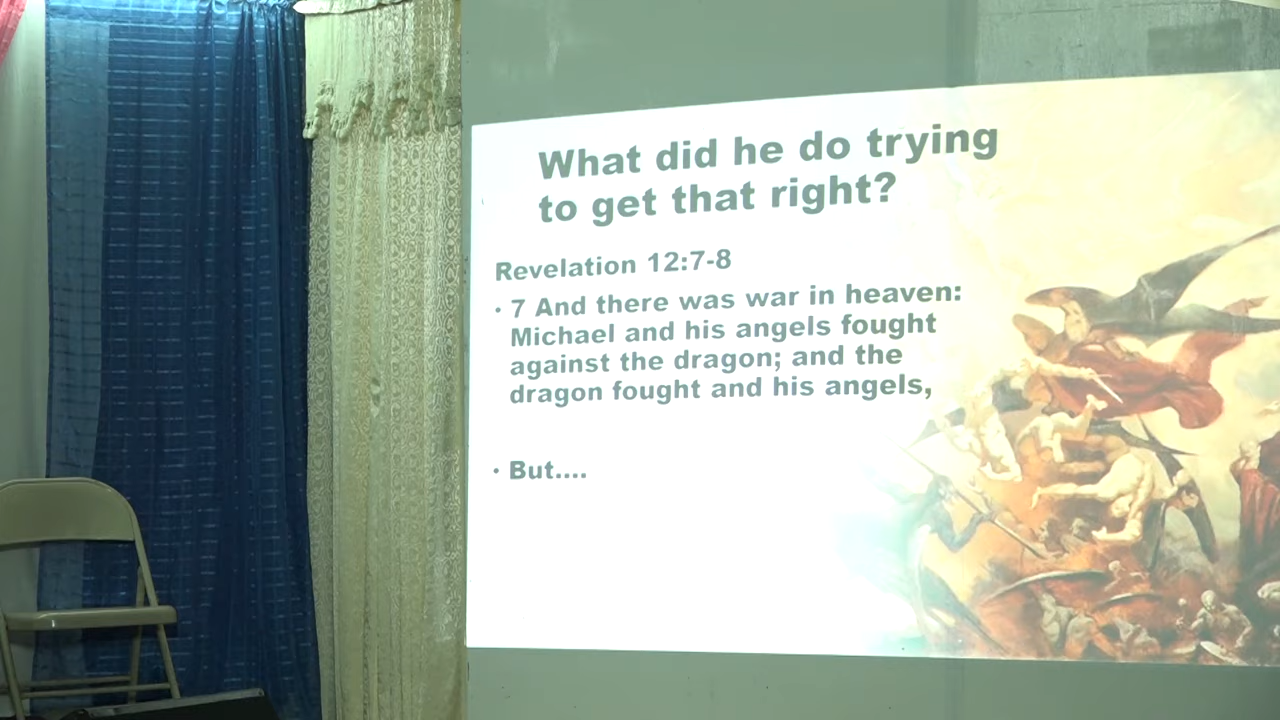 What did he do trying
to get that right?
Revelation 12:7-8
• 7 And there was war in heaven:
Michael and his angels fought
against the dragon; and the
dragon fought and his angels,
• But....